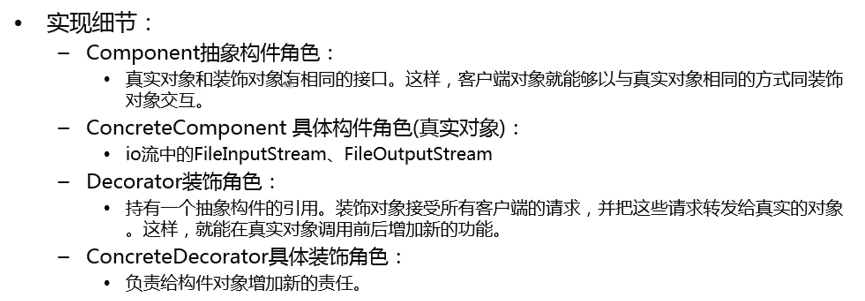 • 实现细节：
– Component抽象构件角色：
• 真实对象和装饰对象有相同的接口。这样，客户端对象就能够以与真实对象相同的方式同装饰
对象交互。
– ConcreteComponent 具体构件角色(真实对象)：
• io流中的FileInputStream、FileOutputStream
– Decorator装饰角色：
• 持有一个抽象构件的引用。装饰对象接受所有客户端的请求，并把这些请求转发给真实的对象
。这样，就能在真实对象调用前后增加新的功能。
– ConcreteDecorator具体装饰角色：
• 负责给构件对象增加新的责任。